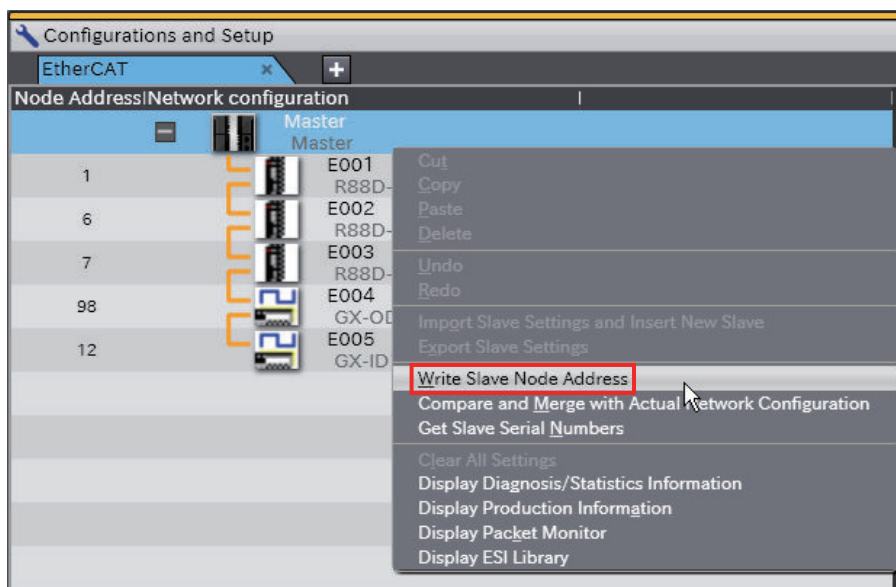 Configurations and Setup
EtherCAT
Node Address|Network configuration
Master
Master
1 E001
R88D-
6 E002
R88D-
7 E003
R88D-
98 E004
GX-OD
12 E005
GX-ID
Cut
Copy
Paste
Delete
Undo
Redo
Import Slave Settings and Insert New Slave
Export Slave Settings
Write Slave Node Address
Compare and Merge with Actual Network Configuration
Get Slave Serial Numbers
Clear All Settings
Display Diagnosis/Statistics Information
Display Production Information
Display Packet Monitor
Display ESI Library